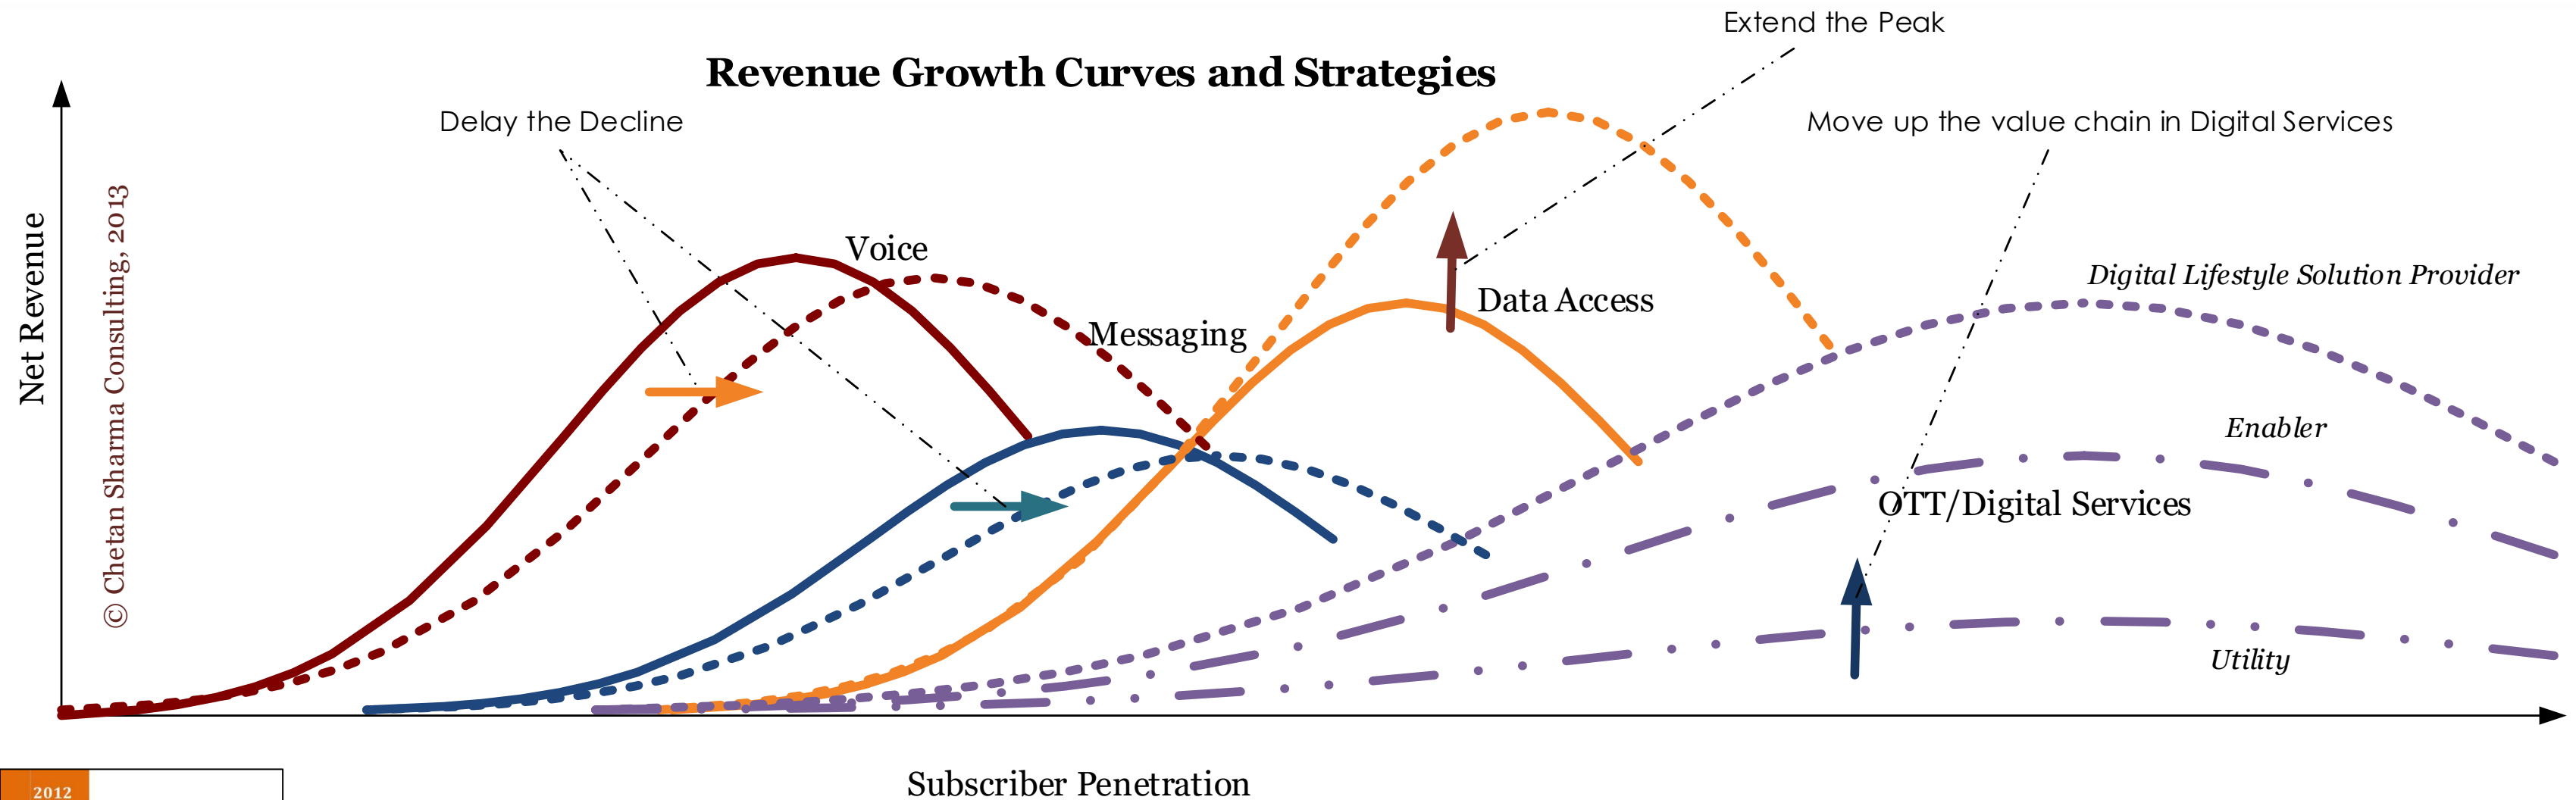 Extend the Peak
Revenue Growth Curves and Strategies
Delay the Decline
Move up the value chain in Digital Services
Net Revenue
© Chetan Sharma Consulting, 2013
Voice
Digital Lifestyle Solution Provider
Data Access
Messaging
Enabler
OTT/Digital Services
Utility
Subscriber Penetration
2012